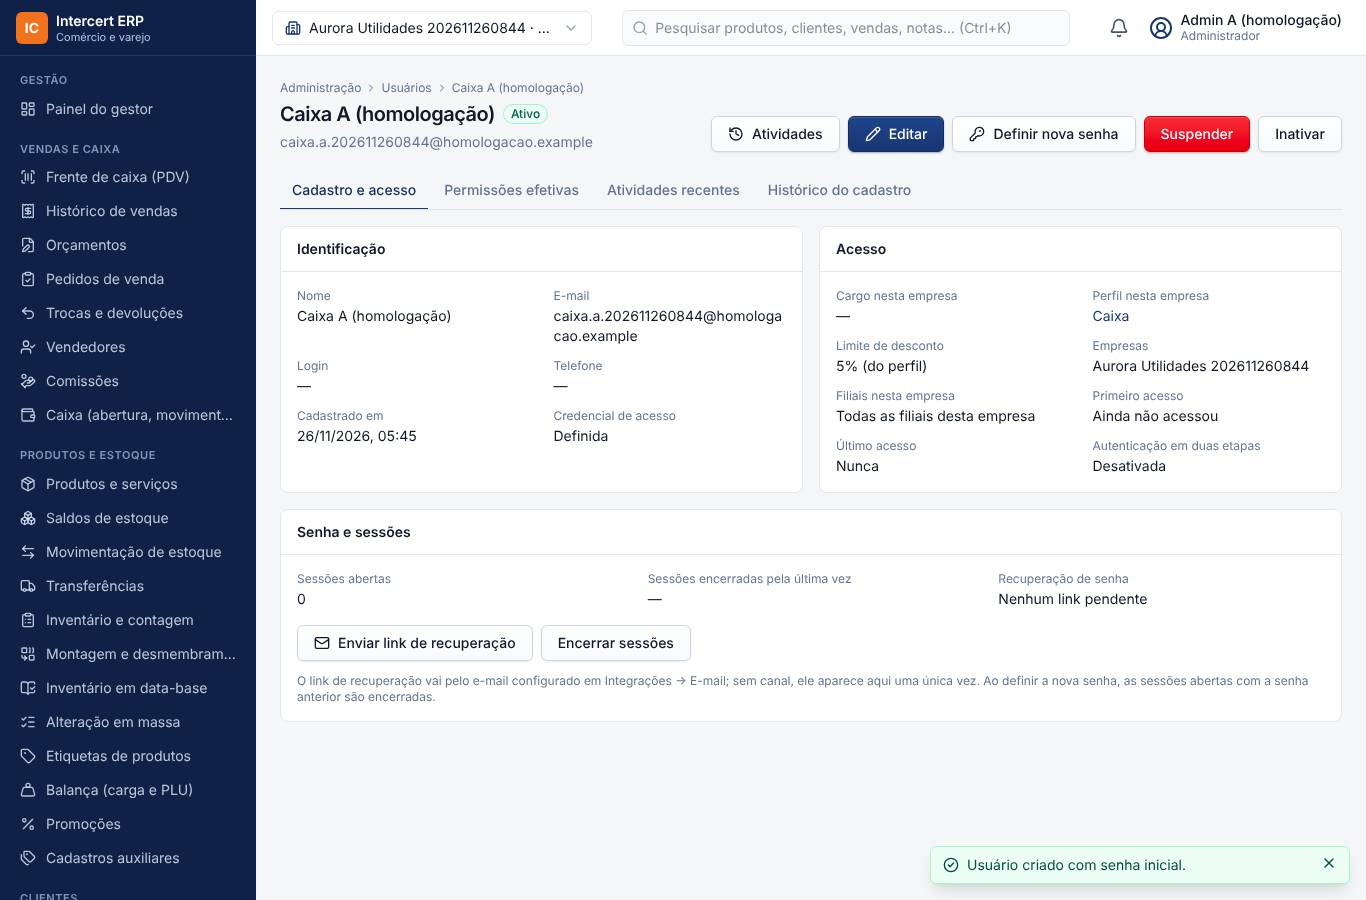 IC
Intercert ERP
Comércio e varejo
GESTÃO
Painel do gestor
VENDAS E CAIXA
Frente de caixa (PDV)
Histórico de vendas
Orçamentos
Pedidos de venda
Trocas e devoluções
Vendedores
Comissões
Caixa (abertura, moviment...
PRODUTOS E ESTOQUE
Produtos e serviços
Saldos de estoque
Movimentação de estoque
Transferências
Inventário e contagem
Montagem e desmembram...
Inventário em data-base
Alteração em massa
Etiquetas de produtos
Balança (carga e PLU)
Promoções
Cadastros auxiliares
CLIENTES
Aurora Utilidades 202611260844 · ...
Pesquisar produtos, clientes, vendas, notas... (Ctrl+K)
Admin A (homologação)
Administrador
Administração > Usuários > Caixa A (homologação)
Caixa A (homologação) Ativo
caixa.a.202611260844@homologacao.example
Atividades
Editar
Definir nova senha
Suspender
Inativar
Cadastro e acesso
Permissões efetivas
Atividades recentes
Histórico do cadastro
Identificação
Nome
Caixa A (homologação)
E-mail
caixa.a.202611260844@homologa
cao.example
Login
—
Telefone
—
Cadastrado em
26/11/2026, 05:45
Credencial de acesso
Definida
Acesso
Cargo nesta empresa
—
Perfil nesta empresa
Caixa
Limite de desconto
5% (do perfil)
Empresas
Aurora Utilidades 202611260844
Filiais nesta empresa
Todas as filiais desta empresa
Primeiro acesso
Ainda não acessou
Último acesso
Nunca
Autenticação em duas etapas
Desativada
Senha e sessões
Sessões abertas
0
Sessões encerradas pela última vez
—
Recuperação de senha
Nenhum link pendente
Enviar link de recuperação
Encerrar sessões
O link de recuperação vai pelo e-mail configurado em Integrações → E-mail; sem canal, ele aparece aqui uma única vez. Ao definir a nova senha, as sessões abertas com a senha
anterior são encerradas.
Usuário criado com senha inicial.